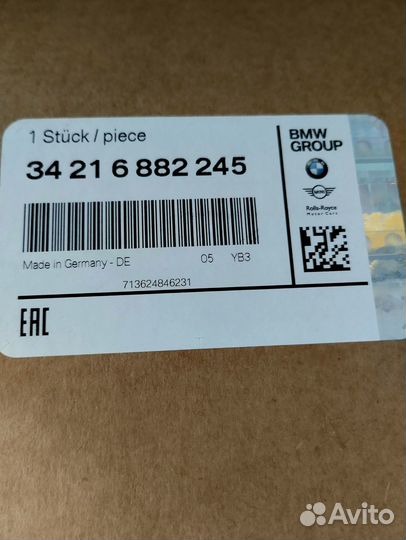 1 Stück / piece
BMW
GROUP
34 21 6 882 245
MINI
Rolls-Royce
Motor Cars
Made in Germany - DE 05 YB3
713624846231
EAC
Avito